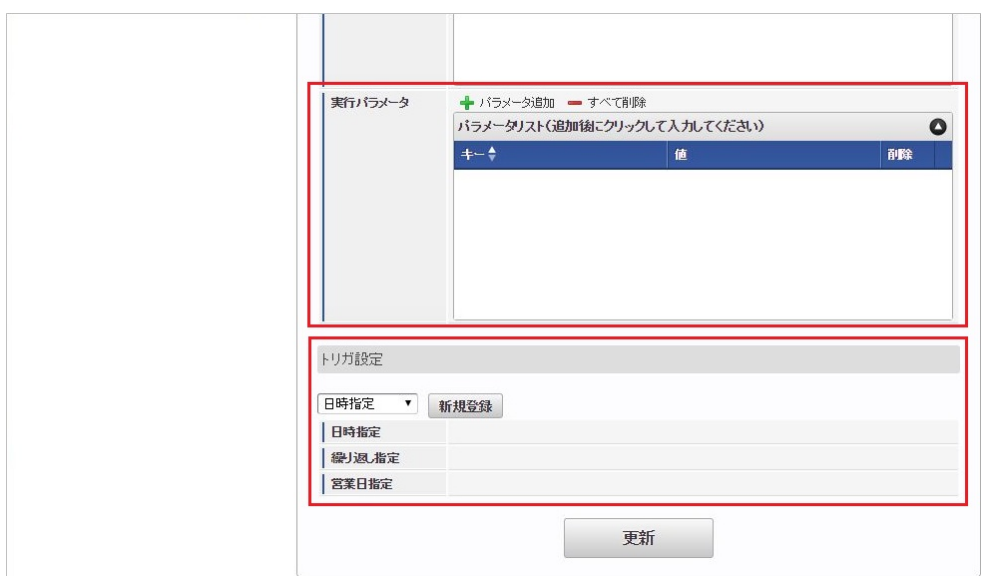 実行パラメータ
パラメータ追加 すべて削除
パラメータリスト(追加後にクリックして入力してください)
キー 値 削除
トリガ設定
日時指定 新規登録
日時指定
繰り返し指定
営業日指定
更新